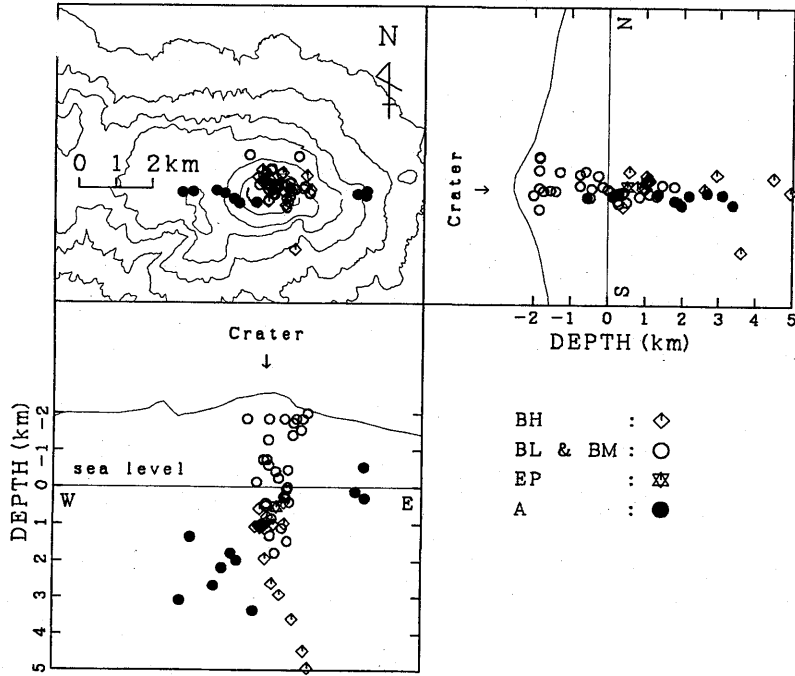 N
0 1 2km
Crater
↓
DEPTH (km)
-2
-1
0
1
2
3
4
5
sea level
W
E
Crater
↓
N
S
-2 -1 0 1 2 3 4 5
DEPTH (km)
BH :
BL & BM :
EP :
A :